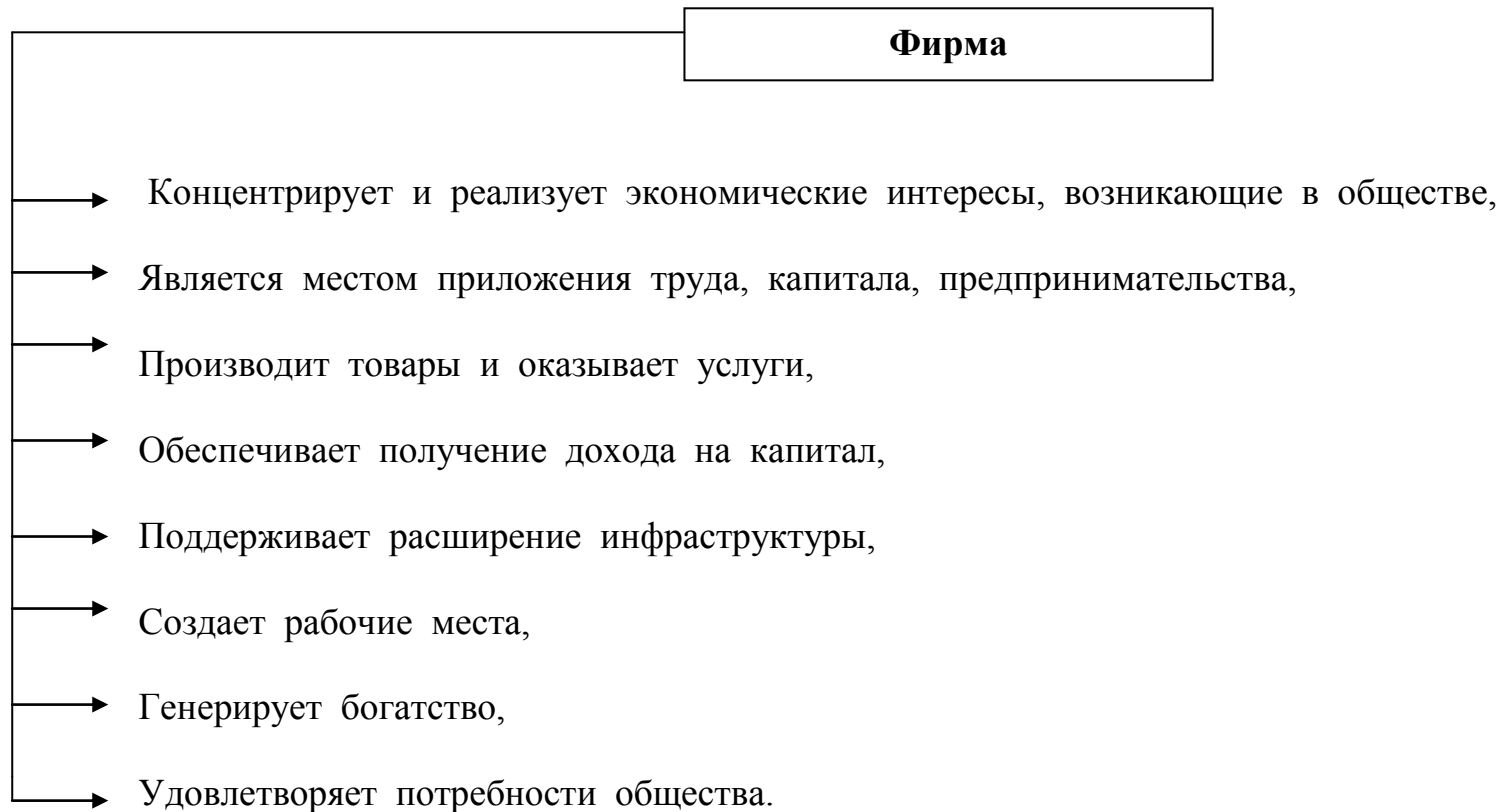 Фирма
Концентрирует и реализует экономические интересы, возникающие в обществе,
Является местом приложения труда, капитала, предпринимательства,
Производит товары и оказывает услуги,
Обеспечивает получение дохода на капитал,
Поддерживает расширение инфраструктуры,
Создает рабочие места,
Генерирует богатство,
Удовлетворяет потребности общества.